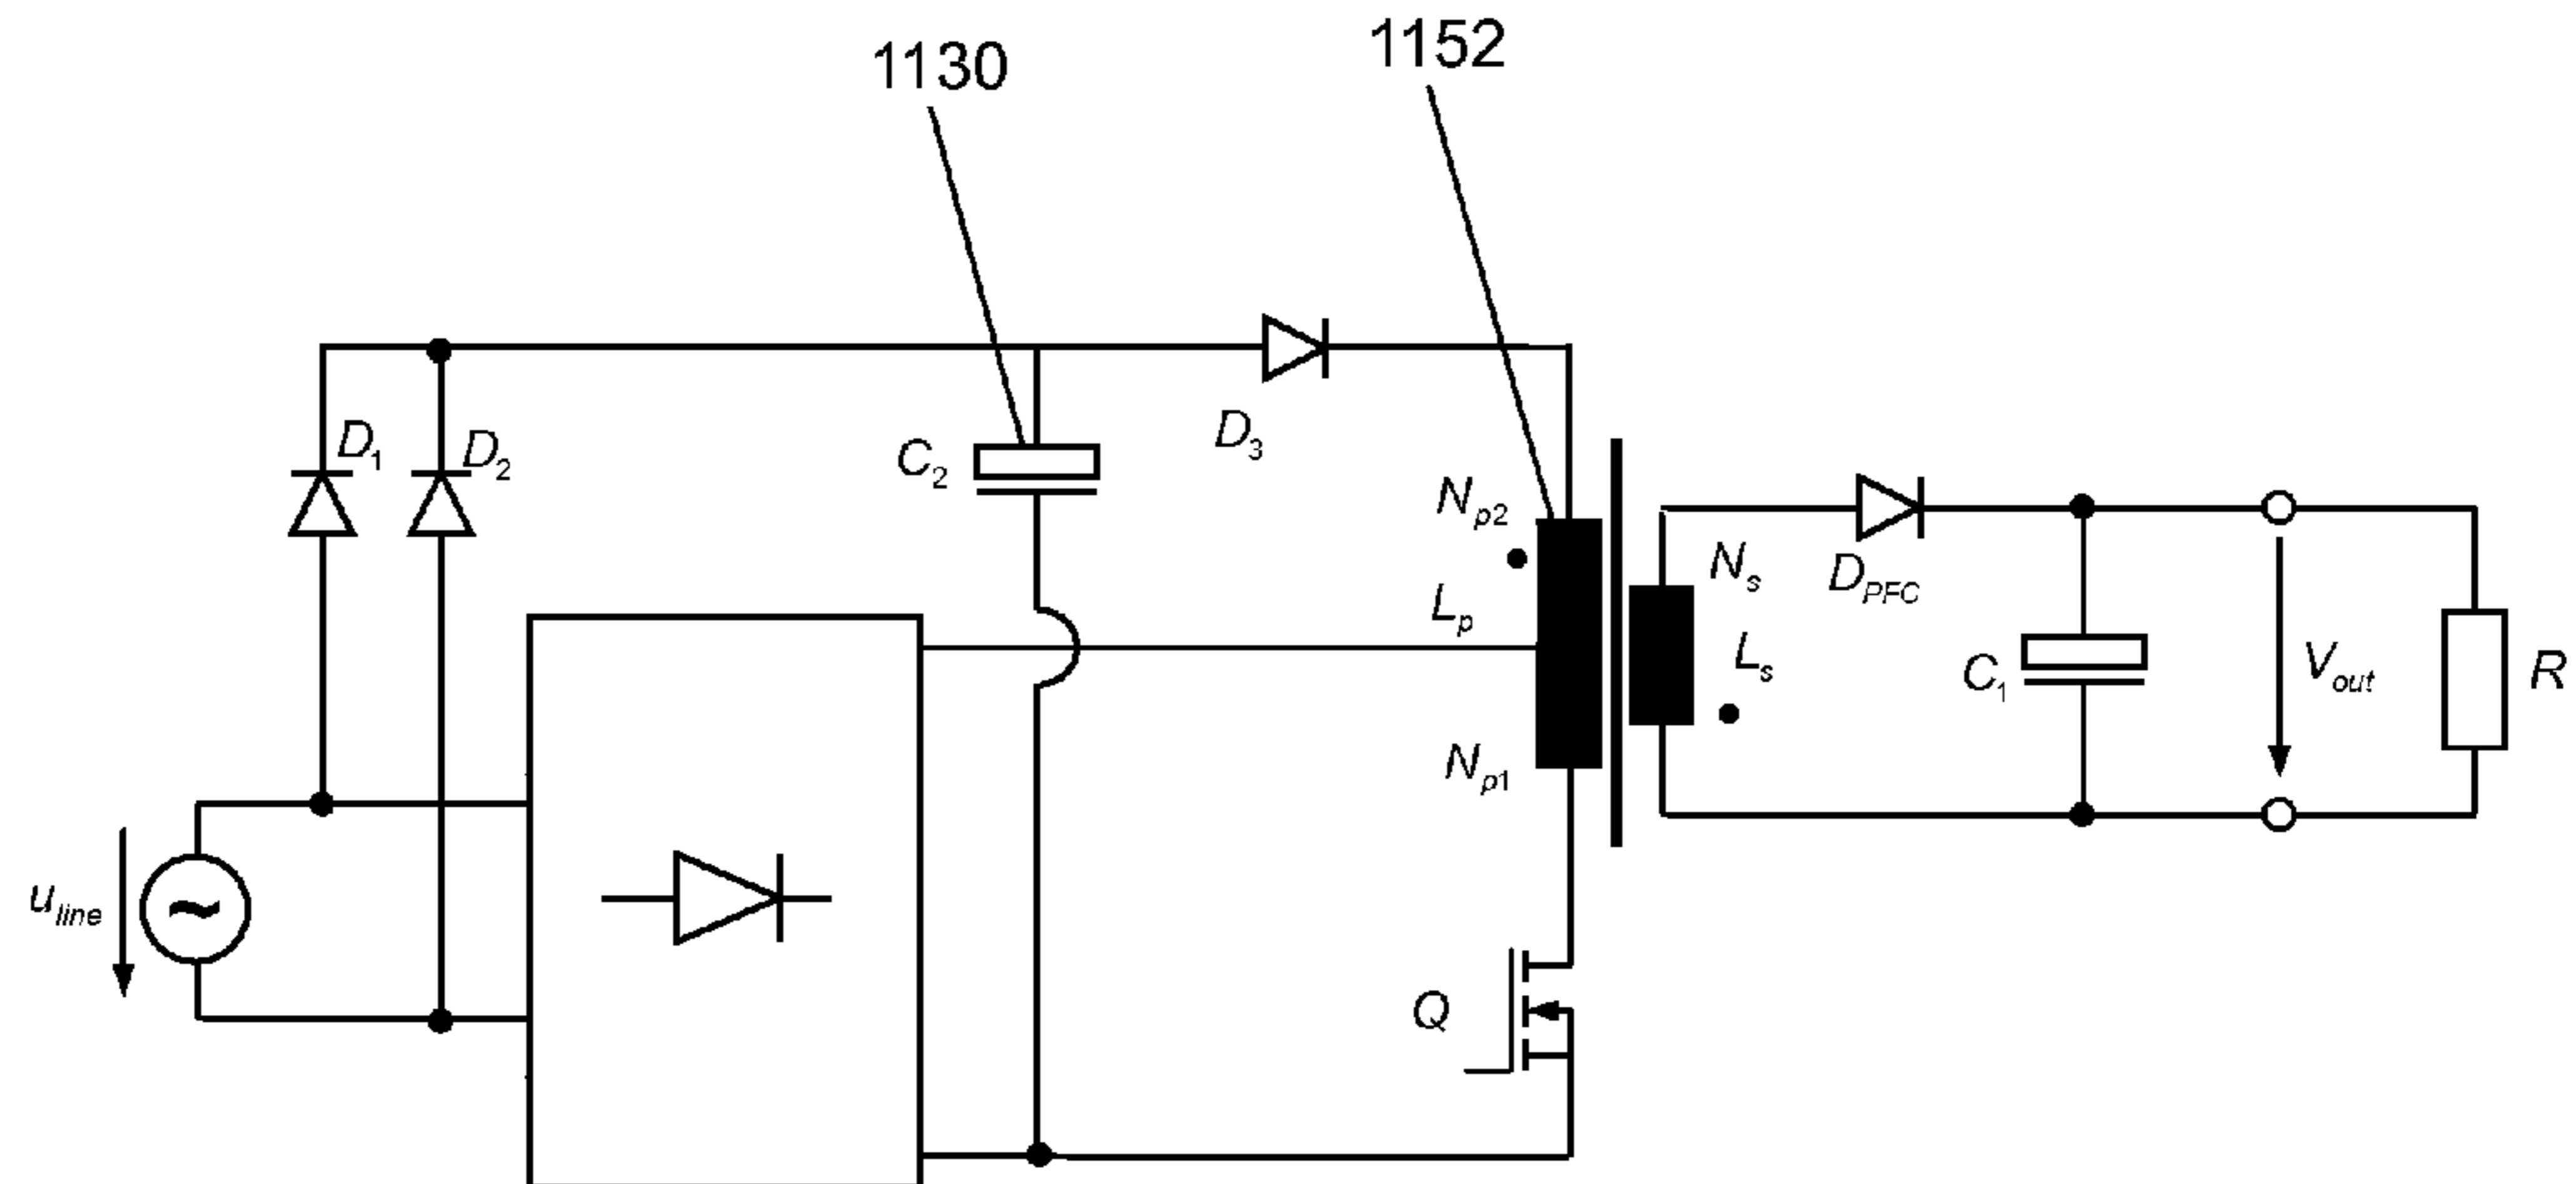 1130
1152
D1
D2
C2
D3
Np2
Lp
Np1
Ns
Ls
DPFC
C1
Vout
R
uline
~
Q